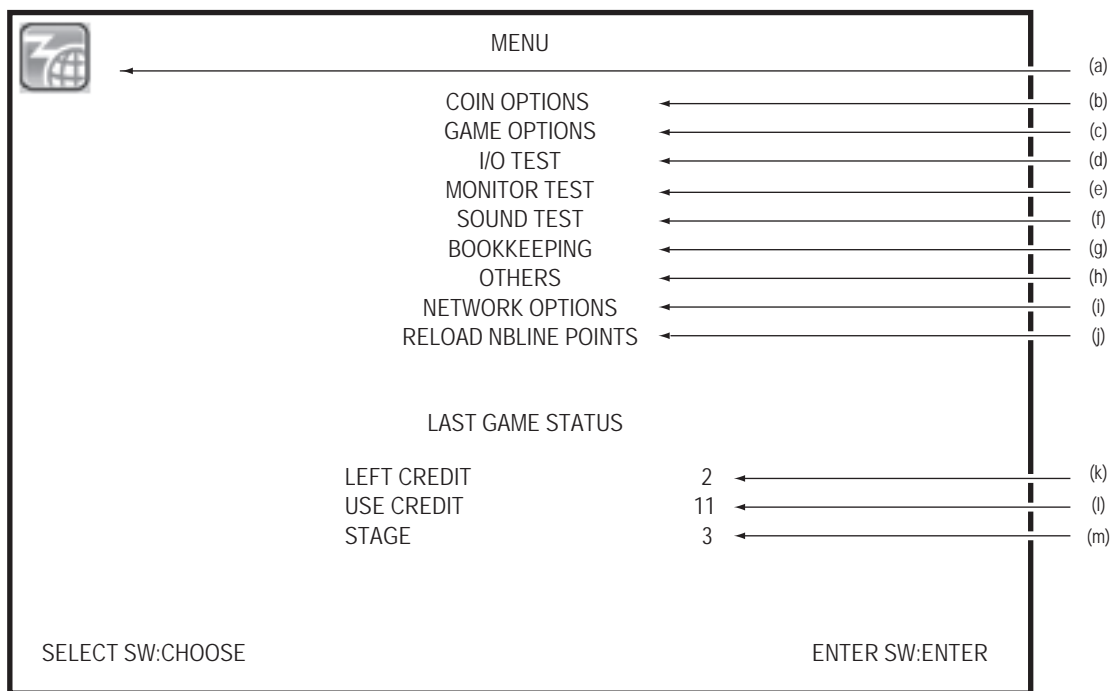 MENU
(a)
COIN OPTIONS (b)
GAME OPTIONS (c)
I/O TEST (d)
MONITOR TEST (e)
SOUND TEST (f)
BOOKKEEPING (g)
OTHERS (h)
NETWORK OPTIONS (i)
RELOAD NBLINE POINTS (j)
LAST GAME STATUS
LEFT CREDIT 2 (k)
USE CREDIT 11 (l)
STAGE 3 (m)
SELECT SW:CHOOSE ENTER SW:ENTER